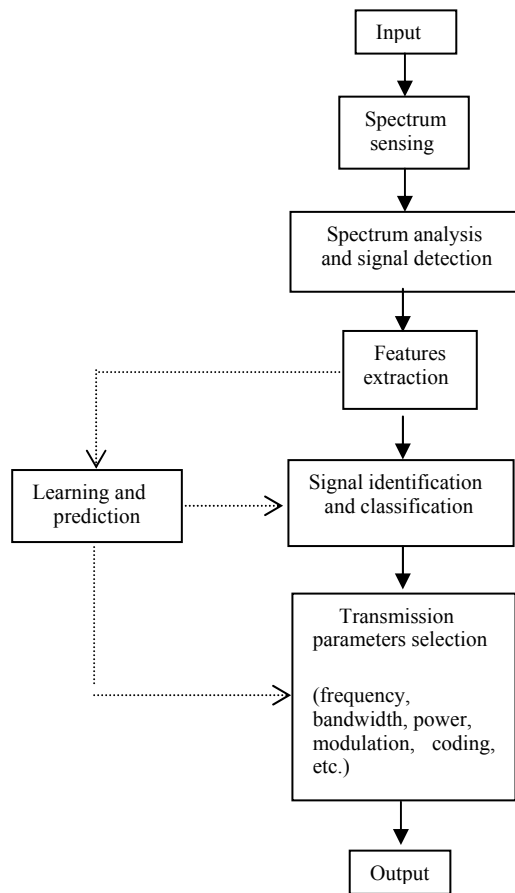 Input
Spectrum
sensing
Spectrum analysis
and signal detection
Features
extraction
Learning and
prediction
Signal identification
and classification
Transmission
parameters selection
(frequency,
bandwidth, power,
modulation, coding,
etc.)
Output